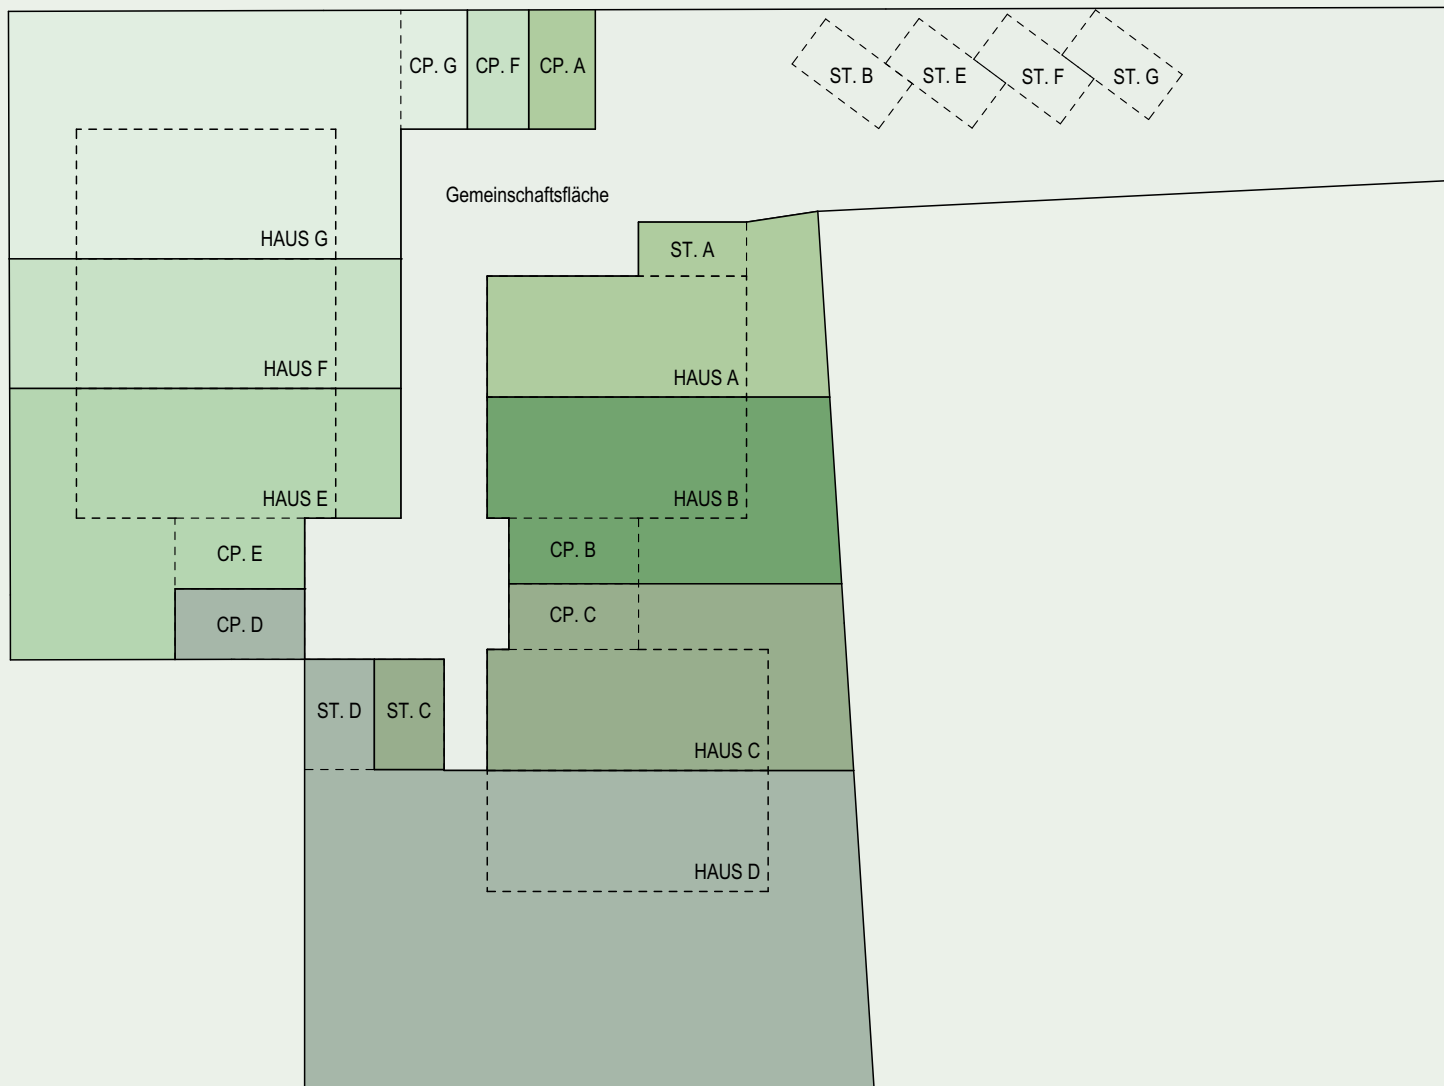 CP. G CP. F CP. A
ST. B ST. E ST. F ST. G
Gemeinschaftsfläche
HAUS G
ST. A
HAUS F
HAUS A
HAUS E
HAUS B
CP. E
CP. B
CP. D
CP. C
ST. D ST. C
HAUS C
HAUS D